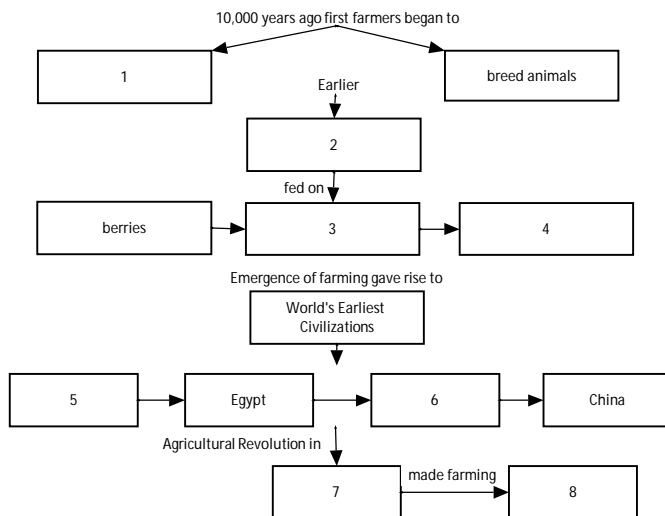 10,000 years ago first farmers began to
1
breed animals
Earlier
2
fed on
berries
3
4
Emergence of farming gave rise to
World's Earliest
Civilizations
5
Egypt
6
China
Agricultural Revolution in
7
made farming
8